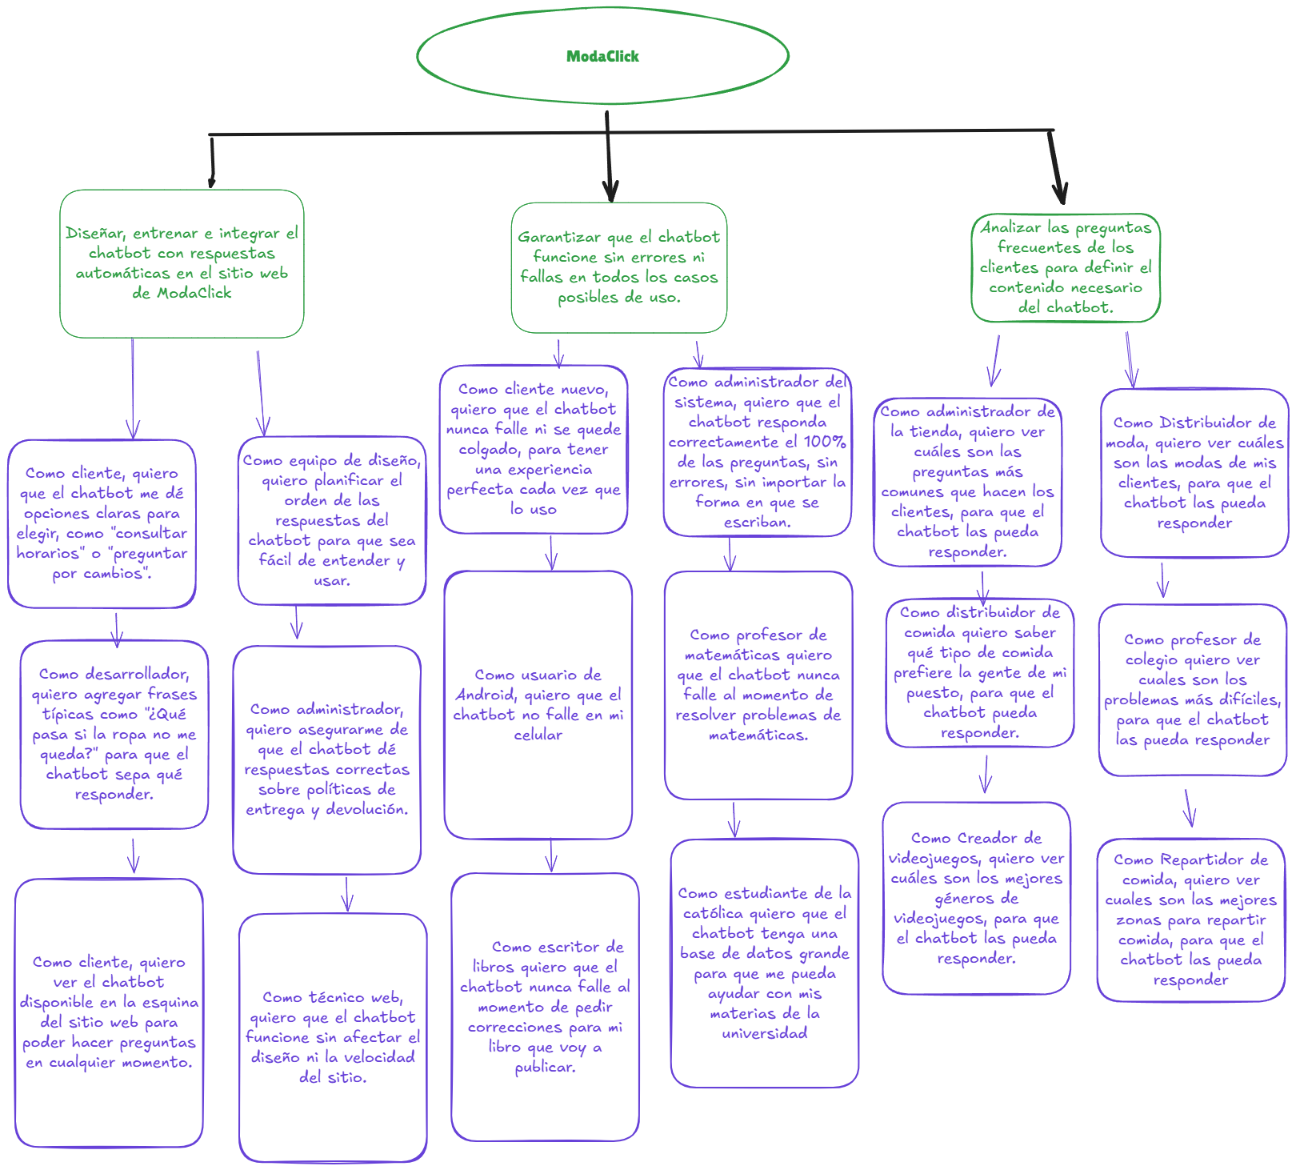 ModaClick
Diseñar, entrenar e integrar el
chatbot con respuestas
automáticas en el sitio web
de ModaClick
Garantizar que el chatbot
funcione sin errores ni
fallas en todos los casos
posibles de uso.
Analizar las preguntas
frecuentes de los
clientes para definir el
contenido necesario
del chatbot.
Como cliente, quiero
que el chatbot me dé
opciones claras para
elegir, como "consultar
horarios" o "preguntar
por cambios".
Como desarrollador,
quiero agregar frases
típicas como "¿Qué
pasa si la ropa no me
queda?" para que el
chatbot sepa qué
responder.
Como cliente, quiero
ver el chatbot
disponible en la esquina
del sitio web para
poder hacer preguntas
en cualquier momento.
Como equipo de diseño,
quiero planificar el
orden de las
respuestas del
chatbot para que sea
fácil de entender y
usar.
Como administrador,
quiero asegurarme de
que el chatbot dé
respuestas correctas
sobre políticas de
entrega y devolución.
Como técnico web,
quiero que el chatbot
funcione sin afectar el
diseño ni la velocidad
del sitio.
Como cliente nuevo,
quiero que el chatbot
nunca falle ni se quede
colgado, para tener
una experiencia
perfecta cada vez que
lo uso
Como usuario de
Android, quiero que el
chatbot no falle en mi
celular
Como escritor de
libros quiero que el
chatbot nunca falle al
momento de pedir
correcciones para mi
libro que voy a
publicar.
Como administrador del
sistema, quiero que el
chatbot responda
correctamente el 100%
de las preguntas, sin
errores, sin importar la
forma en que se
escriban.
Como profesor de
matemáticas quiero
que el chatbot nunca
falle al momento de
resolver problemas de
matemáticas.
Como estudiante de la
católica quiero que el
chatbot tenga una
base de datos grande
para que me pueda
ayudar con mis
materias de la
universidad
Como administrador de
la tienda, quiero ver
cuáles son las
preguntas más
comunes que hacen los
clientes, para que el
chatbot las pueda
responder.
Como distribuidor de
comida quiero saber
qué tipo de comida
prefiere la gente de mi
puesto, para que el
chatbot pueda
responder.
Como Creador de
videojuegos, quiero ver
cuáles son los mejores
géneros de
videojuegos, para que
el chatbot las pueda
responder.
Como Distribuidor de
moda, quiero ver cuáles
son las modas de mis
clientes, para que el
chatbot las pueda
responder
Como profesor de
colegio quiero ver
cuales son los
problemas más difíciles,
para que el chatbot
las pueda responder
Como Repartidor de
comida, quiero ver
cuales son las mejores
zonas para repartir
comida, para que el
chatbot las pueda
responder